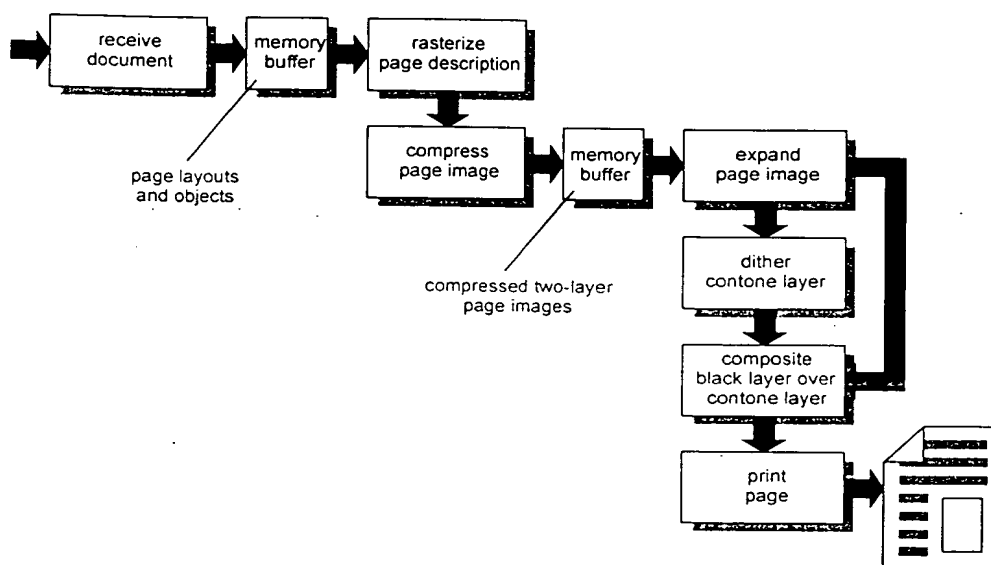 receive
document
memory
buffer
rasterize
page description
compress
page image
memory
buffer
expand
page image
page layouts
and objects
dither
contone layer
compressed two-layer
page images
composite
black layer over
contone layer
print
page